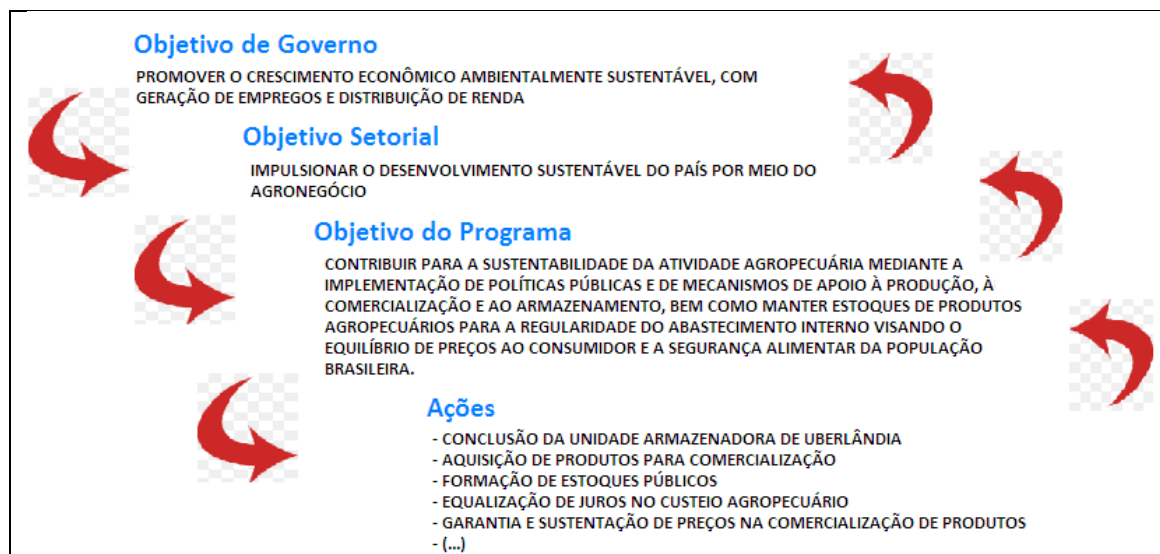 Objetivo de Governo
PROMOVER O CRESCIMENTO ECONÔMICO AMBIENTALMENTE SUSTENTÁVEL, COM
GERAÇÃO DE EMPREGOS E DISTRIBUIÇÃO DE RENDA
Objetivo Setorial
IMPULSIONAR O DESENVOLVIMENTO SUSTENTÁVEL DO PAÍS POR MEIO DO
AGRONEGÓCIO
Objetivo do Programa
CONTRIBUIR PARA A SUSTENTABILIDADE DA ATIVIDADE AGROPECUÁRIA MEDIANTE A
IMPLEMENTAÇÃO DE POLÍTICAS PÚBLICAS E DE MECANISMOS DE APOIO À PRODUÇÃO, À
COMERCIALIZAÇÃO E AO ARMAZENAMENTO, BEM COMO MANTER ESTOQUES DE PRODUTOS
AGROPECUÁRIOS PARA A REGULARIDADE DO ABASTECIMENTO INTERNO VISANDO O
EQUILÍBRIO DE PREÇOS AO CONSUMIDOR E A SEGURANÇA ALIMENTAR DA POPULAÇÃO
BRASILEIRA.
Ações
- CONCLUSÃO DA UNIDADE ARMAZENADORA DE UBERLÂNDIA
- AQUISIÇÃO DE PRODUTOS PARA COMERCIALIZAÇÃO
- FORMAÇÃO DE ESTOQUES PÚBLICOS
- EQUALIZAÇÃO DE JUROS NO CUSTEIO AGROPECUÁRIO
- GARANTIA E SUSTENTAÇÃO DE PREÇOS NA COMERCIALIZAÇÃO DE PRODUTOS
- (...)